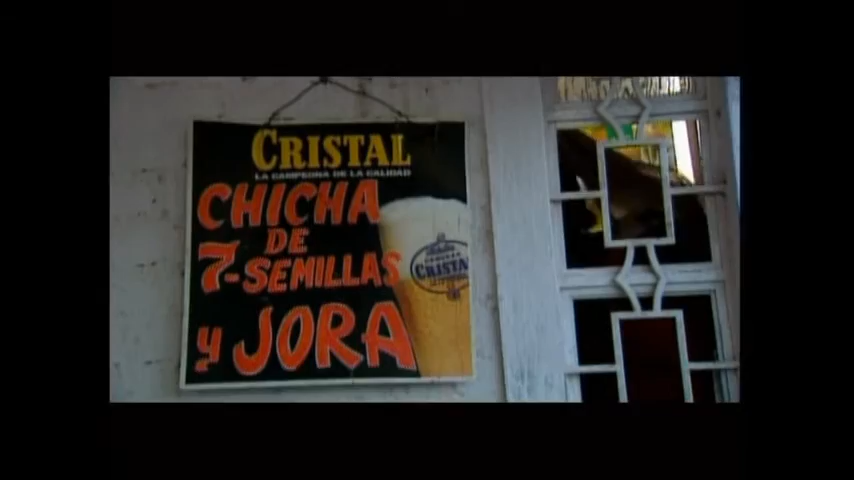 CRISTAL
LA CAMPEONA DE LA CALIDAD
CHICHA
DE
7-SEMILLAS
y JORA
CRISTAL